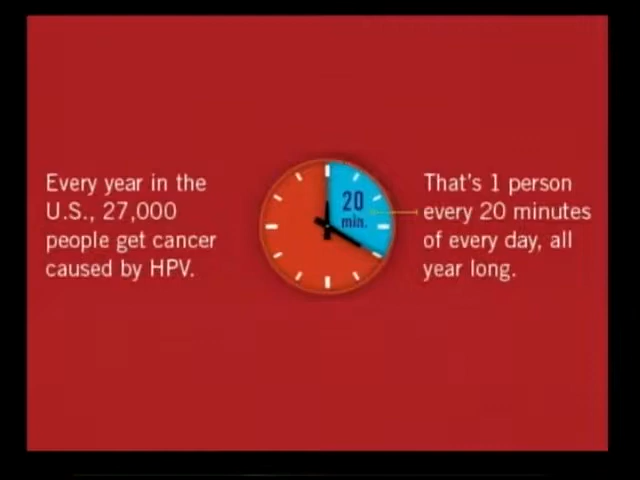 Every year in the
U.S., 27,000
people get cancer
caused by HPV.
20
min.
That's 1 person
every 20 minutes
of every day, all
year long.